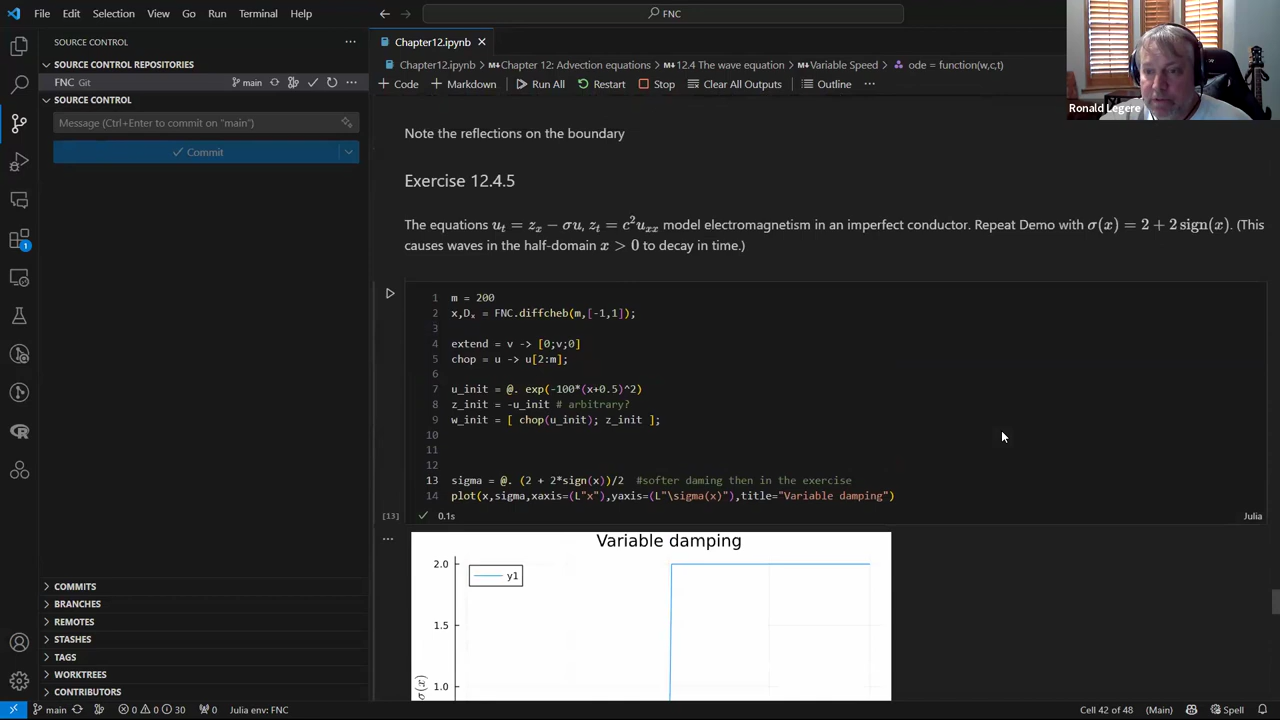 File Edit Selection View Go Run Terminal Help
FNC
Ronald Legere
SOURCE CONTROL
SOURCE CONTROL REPOSITORIES
FNC Git main
SOURCE CONTROL
Message (Ctrl+Enter to commit on "main")
Commit
COMMITS
BRANCHES
REMOTES
STASHES
TAGS
WORKTREES
CONTRIBUTORS
1
Chapter12.ipynb
Chapter12.ipynb > Chapter 12: Advection equations > 12.4 The wave equation > Variable Speed > ode = function(w,c,t)
+ Code + Markdown Run All Restart Stop Clear All Outputs Outline ...
Note the reflections on the boundary
Exercise 12.4.5
The equations u_t = z_x − σu, z_t = c²u_xx model electromagnetism in an imperfect conductor. Repeat Demo with σ(x) = 2 + 2 sign(x). (This
causes waves in the half-domain x > 0 to decay in time.)
1 m = 200
2 x,Dₓ = FNC.diffcheb(m,[-1,1]);
3
4 extend = v -> [0;v;0]
5 chop = u -> u[2:m];
6
7 u_init = @. exp(-100*(x+0.5)^2)
8 z_init = -u_init # arbitrary?
9 w_init = [ chop(u_init); z_init ];
10
11
12
13 sigma = @. (2 + 2*sign(x))/2 #softer daming then in the exercise
14 plot(x,sigma,xaxis=(L"x"),yaxis=(L"\sigma(x)"),title="Variable damping")
[13] 0.1s Julia
Variable damping
2.0
y1
1.5
1.0
σ(x)
main 0 0 30 0 Julia env: FNC Cell 42 of 48 (Main) Spell